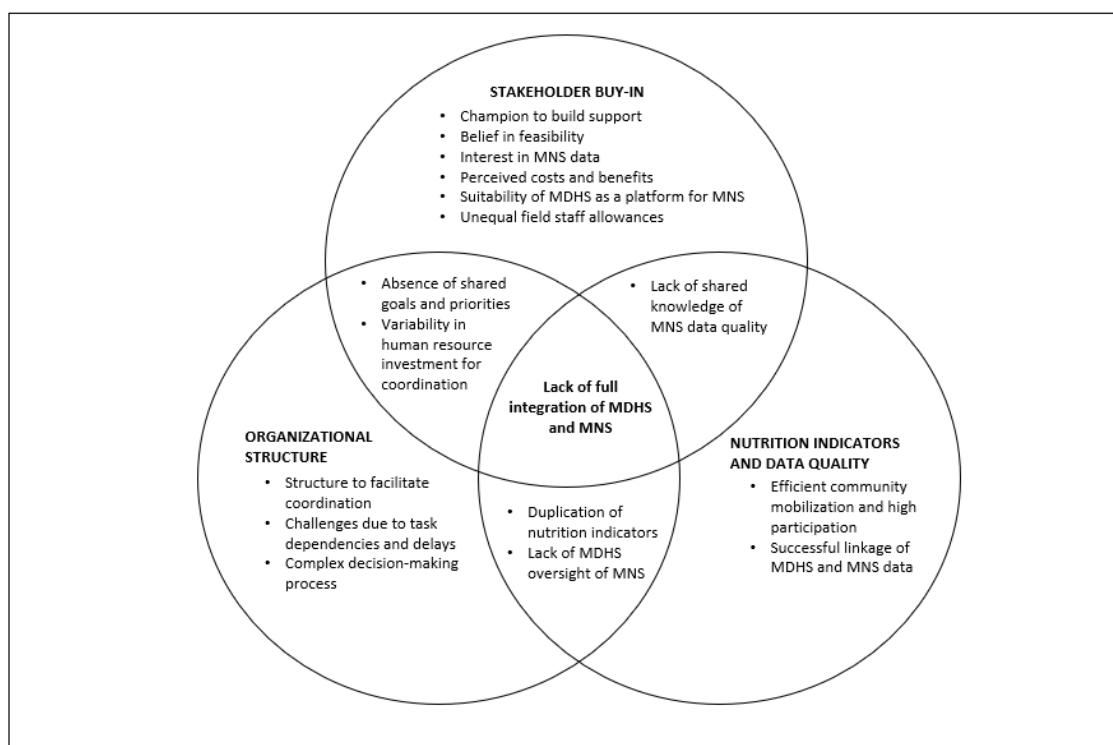 STAKEHOLDER BUY-IN
• Champion to build support
• Belief in feasibility
• Interest in MNS data
• Perceived costs and benefits
• Suitability of MDHS as a platform for MNS
• Unequal field staff allowances
• Absence of shared
goals and priorities
• Variability in
human resource
investment for
coordination
• Lack of shared
knowledge of
MNS data quality
Lack of full
integration of MDHS
and MNS
ORGANIZATIONAL
STRUCTURE
• Structure to facilitate
coordination
• Challenges due to task
dependencies and delays
• Complex decision-making
process
• Duplication of
nutrition indicators
• Lack of MDHS
oversight of MNS
NUTRITION INDICATORS
AND DATA QUALITY
• Efficient community
mobilization and high
participation
• Successful linkage of
MDHS and MNS data